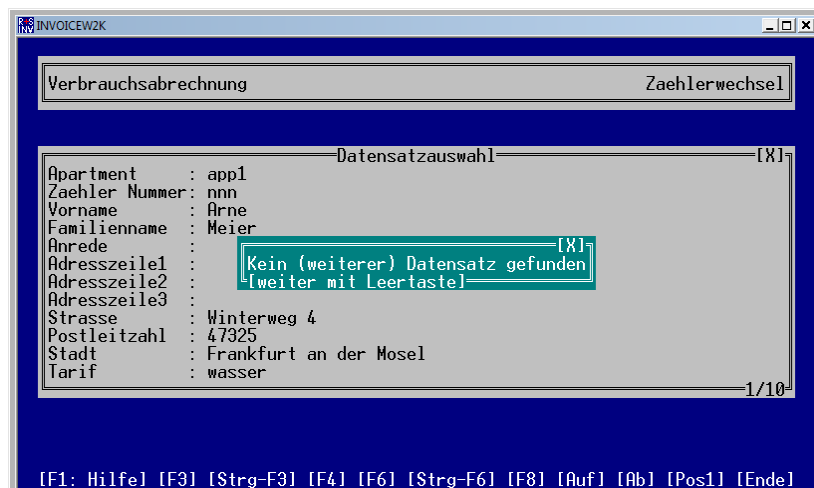 R+S
INV
INVOICEW2K
Verbrauchsabrechnung Zaehlerwechsel
Datensatzauswahl [X]
Apartment : app1
Zaehler Nummer: nnn
Vorname : Arne
Familienname : Meier
Anrede :
[X]
Adresszeile1 :
Kein (weiterer) Datensatz gefunden
Adresszeile2 :
[weiter mit Leertaste]
Adresszeile3 :
Strasse : Winterweg 4
Postleitzahl : 47325
Stadt : Frankfurt an der Mosel
Tarif : wasser
1/10
[F1: Hilfe] [F3] [Strg-F3] [F4] [F6] [Strg-F6] [F8] [Auf] [Ab] [Pos1] [Ende]